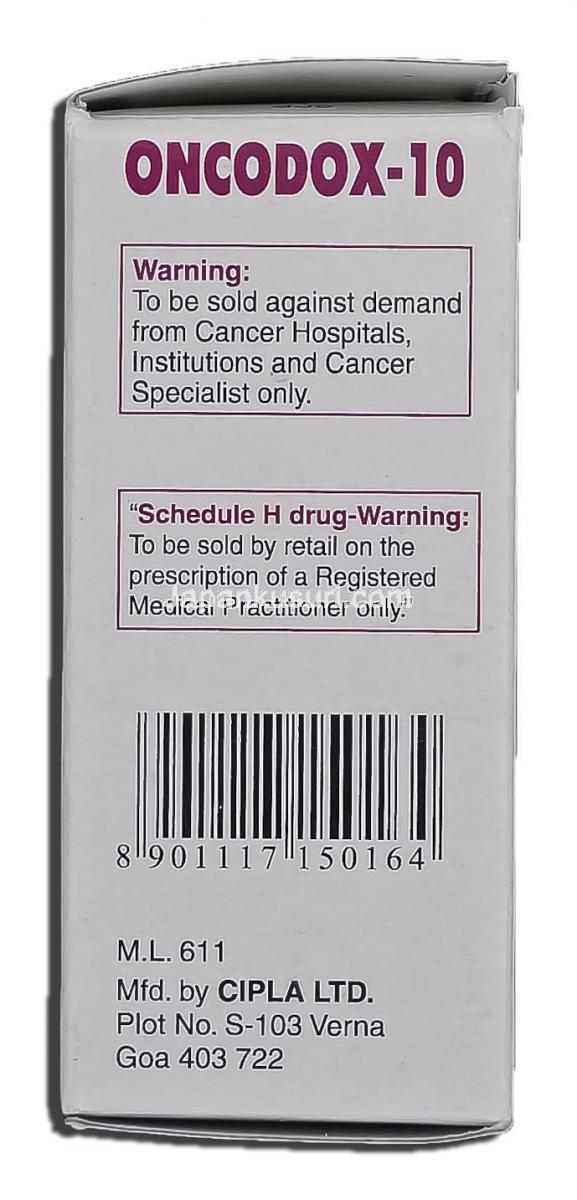 ONCODOX-10
Warning:
To be sold against demand
from Cancer Hospitals,
Institutions and Cancer
Specialist only.
“Schedule H drug-Warning:
To be sold by retail on the
prescription of a Registered
Medical Practitioner only.
Japankusuri.com
8 901117 150164
M.L. 611
Mfd. by CIPLA LTD.
Plot No. S-103 Verna
Goa 403 722